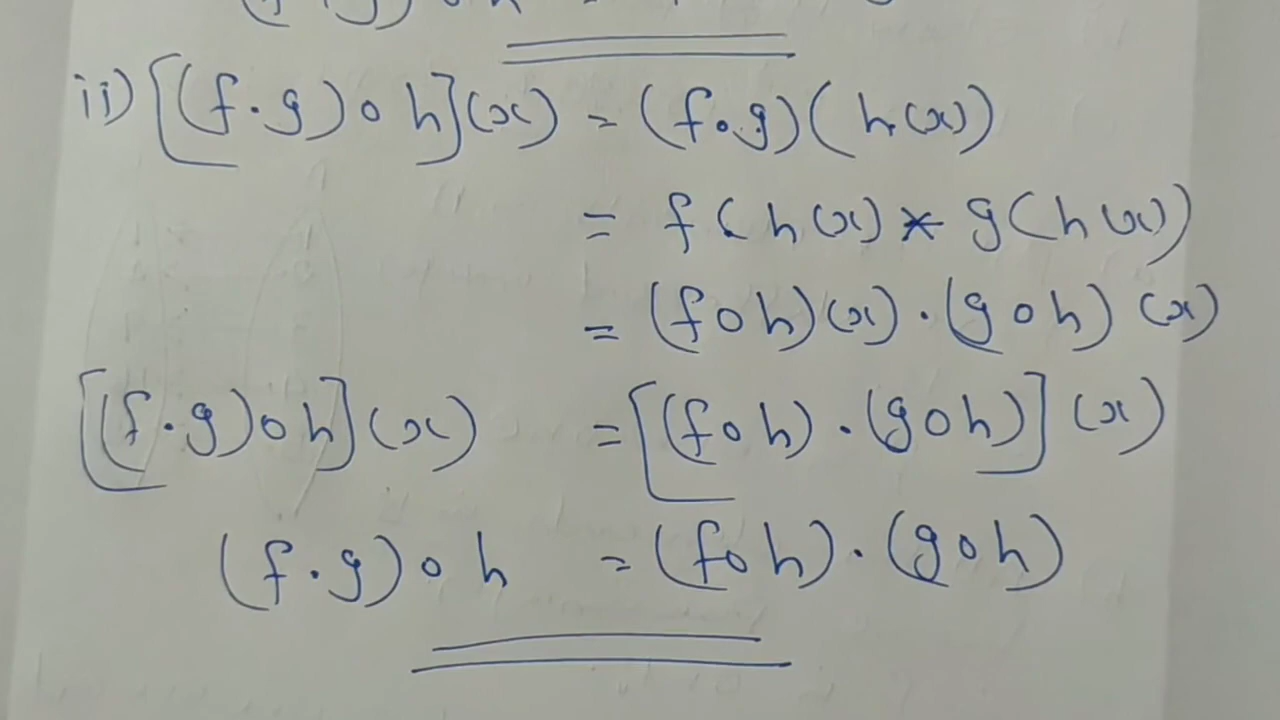 ii) [(f.g)∘h](x) = (f∘g)(h(x))
= f(h(x) * g(h(x))
= (f∘h)(x).(g∘h)(x)
[(f.g)∘h](x) = [(f∘h).(g∘h)](x)
(f.g)∘h = (f∘h).(g∘h)